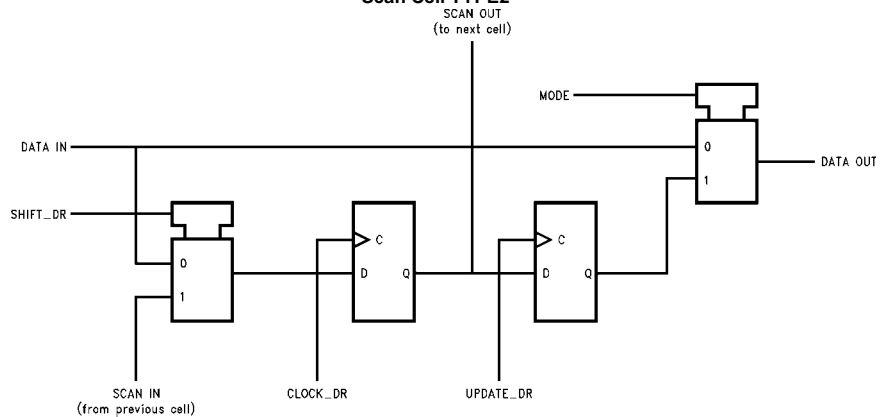 Scan Cell TYPE2
SCAN OUT
(to next cell)
MODE
DATA IN
0
DATA OUT
1
SHIFT_DR
C
C
0
D
Q
D
Q
1
SCAN IN
(from previous cell)
CLOCK_DR
UPDATE_DR